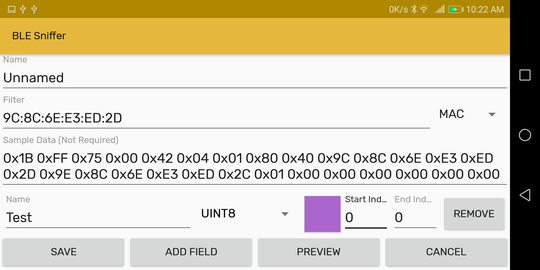 0K/s 10:22 AM
BLE Sniffer
Name
Unnamed
Filter
9C:8C:6E:E3:ED:2D
MAC
Sample Data (Not Required)
0x1B 0xFF 0x75 0x00 0x42 0x04 0x01 0x80 0x40 0x9C 0x8C 0x6E 0xE3 0xED
0x2D 0x9E 0x8C 0x6E 0xE3 0xED 0x2C 0x01 0x00 0x00 0x00 0x00 0x00 0x00
Name
Test
UINT8
Start Ind...
0
End Ind...
0
REMOVE
SAVE ADD FIELD PREVIEW CANCEL